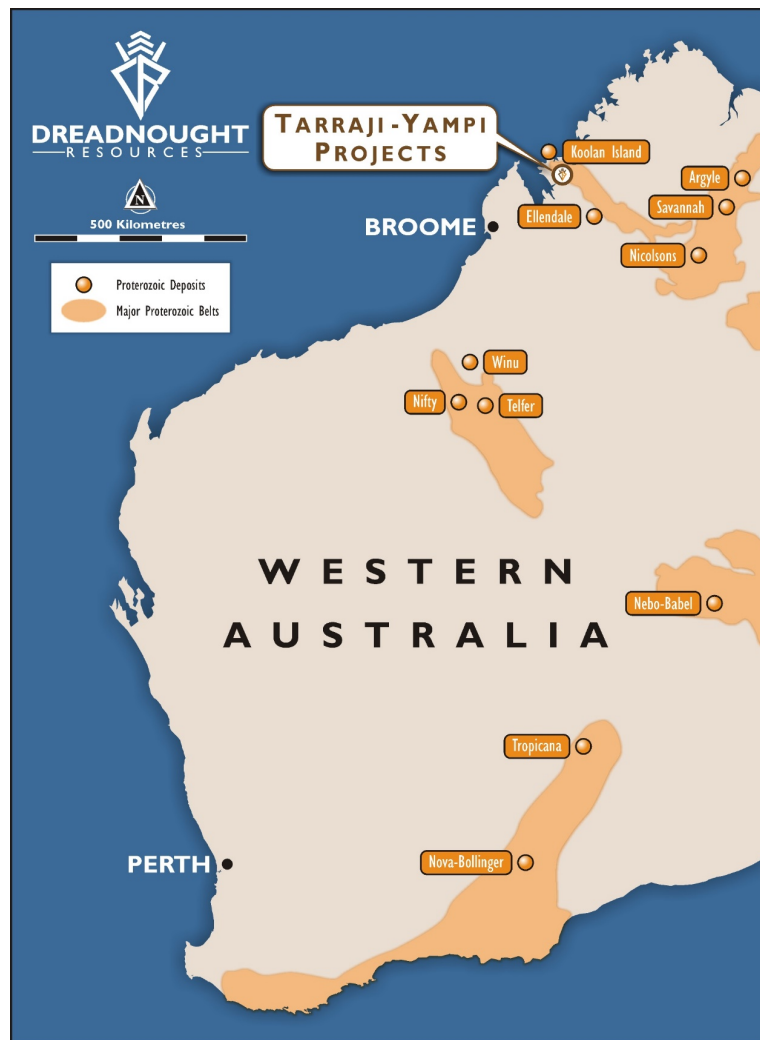 DREADNOUGHT
RESOURCES
N
500 Kilometres
Proterozoic Deposits
Major Proterozoic Belts
TARRAJI-YAMPI
PROJECTS
Koolan Island
Argyle
Savannah
Ellendale
BROOME
Nicolsons
Winu
Nifty
Telfer
WESTERN
AUSTRALIA
Nebo-Babel
Tropicana
Nova-Bollinger
PERTH